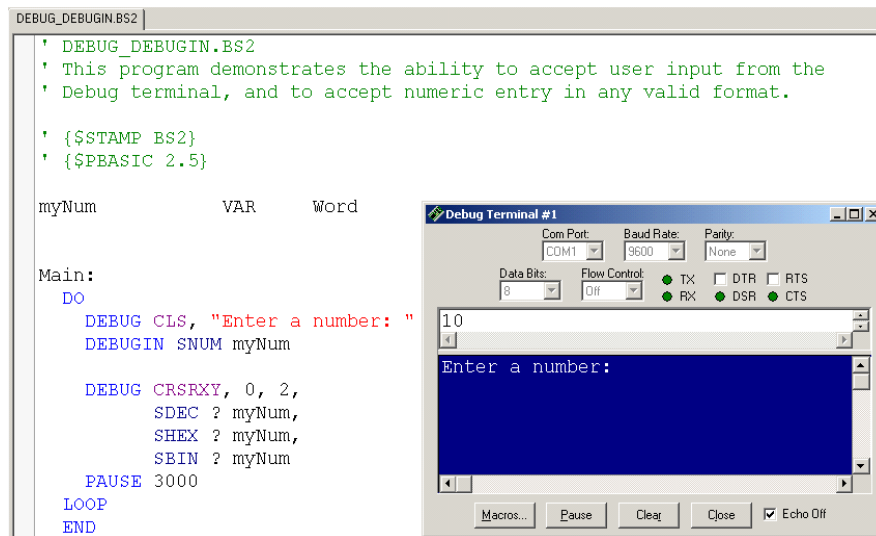 DEBUG_DEBUGIN.BS2
' DEBUG_DEBUGIN.BS2
' This program demonstrates the ability to accept user input from the
' Debug terminal, and to accept numeric entry in any valid format.
' {$STAMP BS2}
' {$PBASIC 2.5}
myNum VAR Word
Main:
DO
DEBUG CLS, "Enter a number: "
DEBUGIN SNUM myNum
DEBUG CRSRXY, 0, 2,
SDEC ? myNum,
SHEX ? myNum,
SBIN ? myNum
PAUSE 3000
LOOP
END
Debug Terminal #1
Com Port: Baud Rate: Parity:
COM1 9600 None
Data Bits: Flow Control: TX DTR RTS
8 Off RX DSR CTS
10
Enter a number:
Macros... Pause Clear Close Echo Off